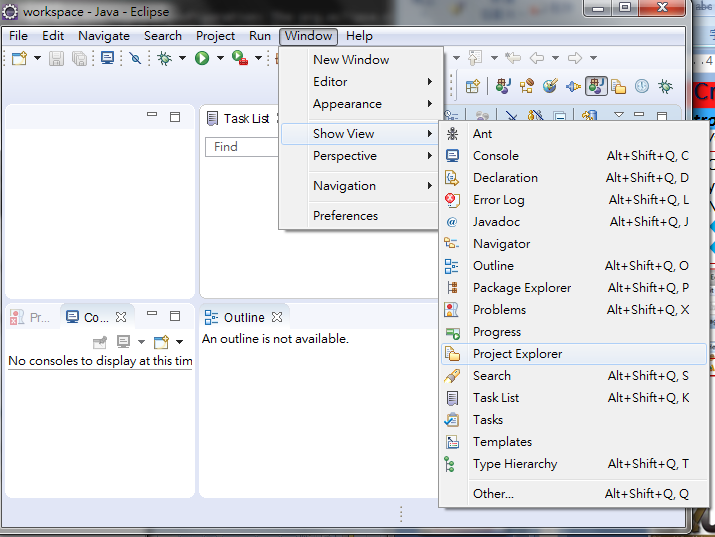 workspace - Java - Eclipse
File Edit Navigate Search Project Run Window Help
New Window
Editor
Appearance
Show View
Perspective
Navigation
Preferences
Task List
Find
Ant
Console Alt+Shift+Q, C
Declaration Alt+Shift+Q, D
Error Log Alt+Shift+Q, L
@ Javadoc Alt+Shift+Q, J
Navigator
Outline Alt+Shift+Q, O
Package Explorer Alt+Shift+Q, P
Problems Alt+Shift+Q, X
Progress
Project Explorer
Search Alt+Shift+Q, S
Task List Alt+Shift+Q, K
Tasks
Templates
Type Hierarchy Alt+Shift+Q, T
Other... Alt+Shift+Q, Q
Pr... Co...
No consoles to display at this tim
Outline
An outline is not available.